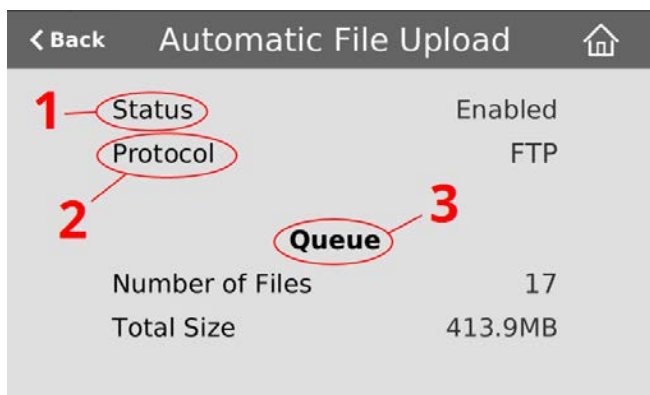 Back Automatic File Upload
1 Status Enabled
Protocol FTP
2 3
Queue
Number of Files 17
Total Size 413.9MB